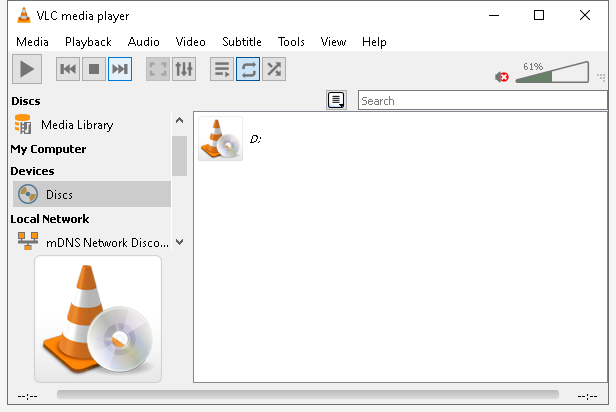 VLC media player
Media Playback Audio Video Subtitle Tools View Help
61%
Discs
Search
Media Library
D:
My Computer
Devices
Discs
Local Network
mDNS Network Disco...
--:-- --:--